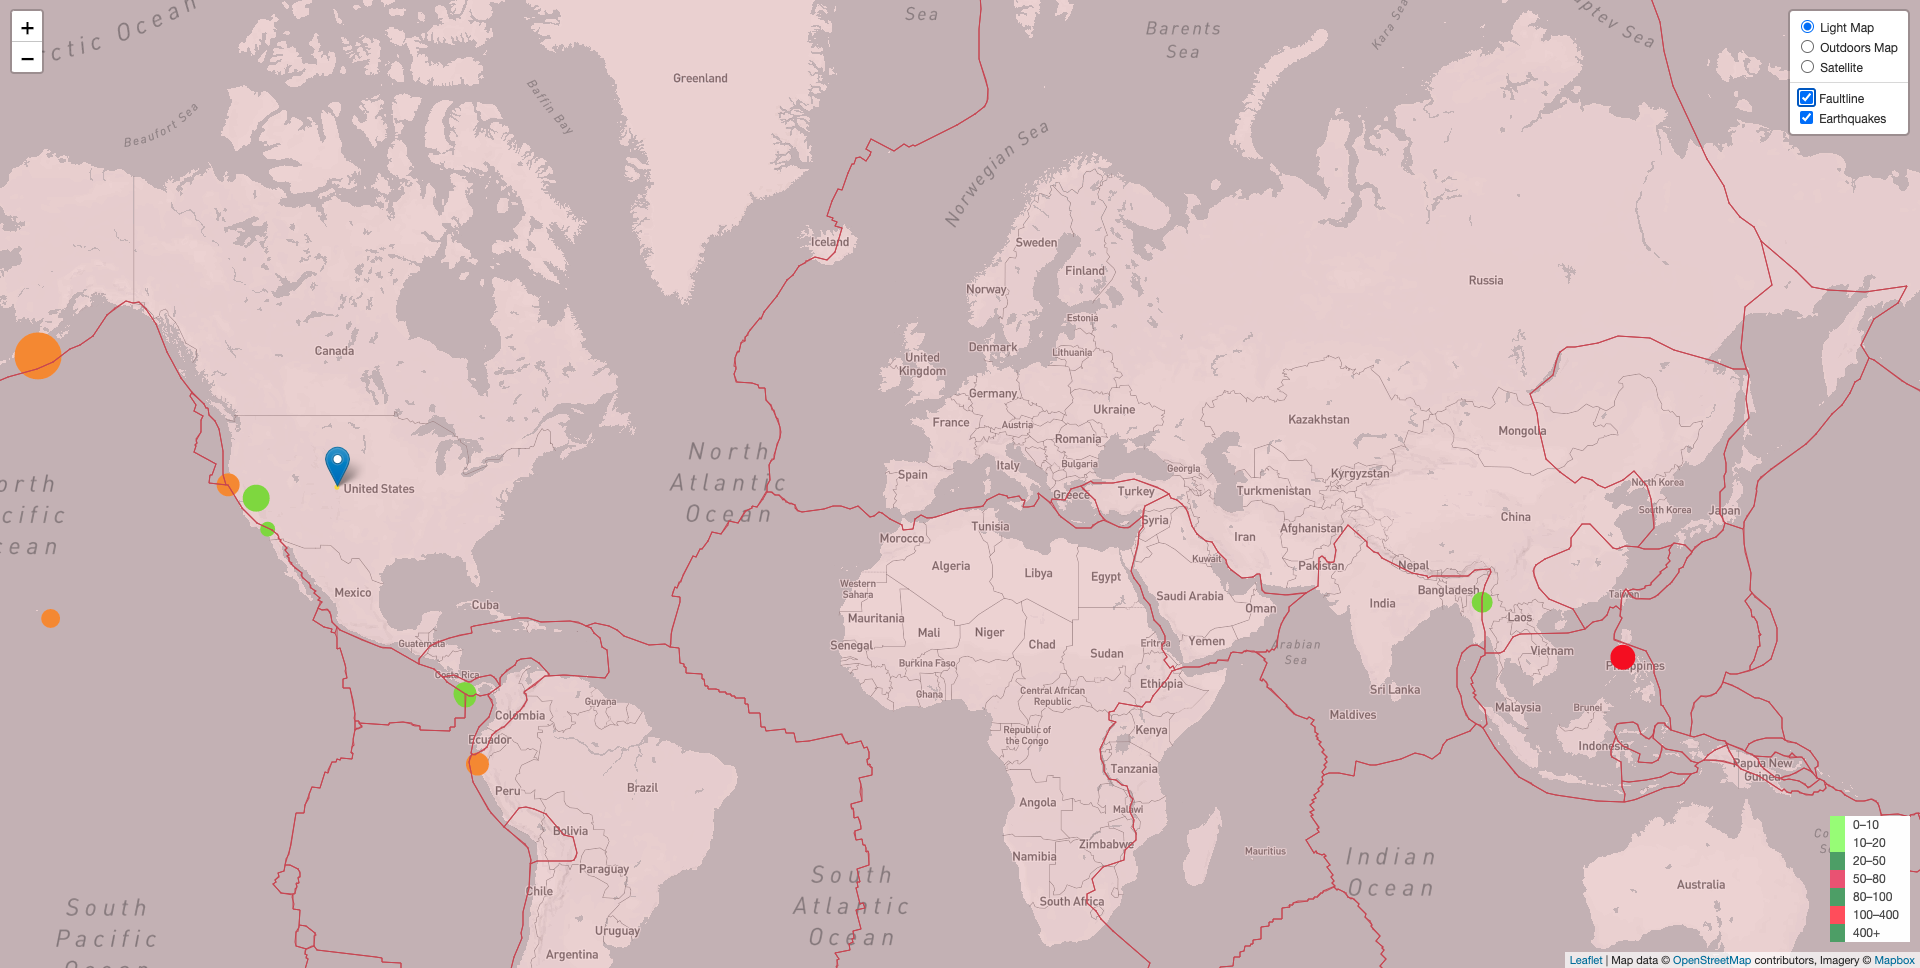 +
−
Light Map
Outdoors Map
Satellite
Faultline
Earthquakes
rctic Ocean
Sea
Barents
Sea
Kara Sea
aptev Sea
Greenland
Beaufort Sea
Baffin Bay
Norwegian Sea
Iceland
Sweden
Finland
Norway
Russia
Estonia
Denmark
Lithuania
United
Kingdom
Canada
Germany
Ukraine
France
Austria
Kazakhstan
Mongolia
Romania
Italy
Bulgaria
Georgia
Spain
Kyrgyzstan
North
Atlantic
Ocean
United States
Greece
Turkey
Turkmenistan
North Korea
South Korea
Japan
China
orth
cific
cean
Tunisia
Syria
Morocco
Iran
Afghanistan
Algeria
Libya
Egypt
Kuwait
Pakistan
Nepal
Western
Sahara
Bangladesh
Mexico
Cuba
Saudi Arabia
Oman
India
Taiwan
Mauritania
Mali
Niger
Chad
Laos
Guatemala
Senegal
Eritrea
Yemen
Arabian
Sea
Vietnam
Sudan
Burkina Faso
Philippines
Costa Rica
Ghana
Central African
Republic
Ethiopia
Sri Lanka
Guyana
Colombia
Maldives
Malaysia
Brunei
Ecuador
Republic of
the Congo
Kenya
Indonesia
Tanzania
Papua New
Guinea
Peru
Brazil
Angola
Malawi
Bolivia
Zimbabwe
Mauritius
Namibia
Indian
Ocean
Paraguay
South
Atlantic
Ocean
Chile
South Africa
Australia
South
Pacific
Ocean
Uruguay
Argentina
0–10
10–20
20–50
50–80
80–100
100–400
400+
Leaflet | Map data © OpenStreetMap contributors, Imagery © Mapbox